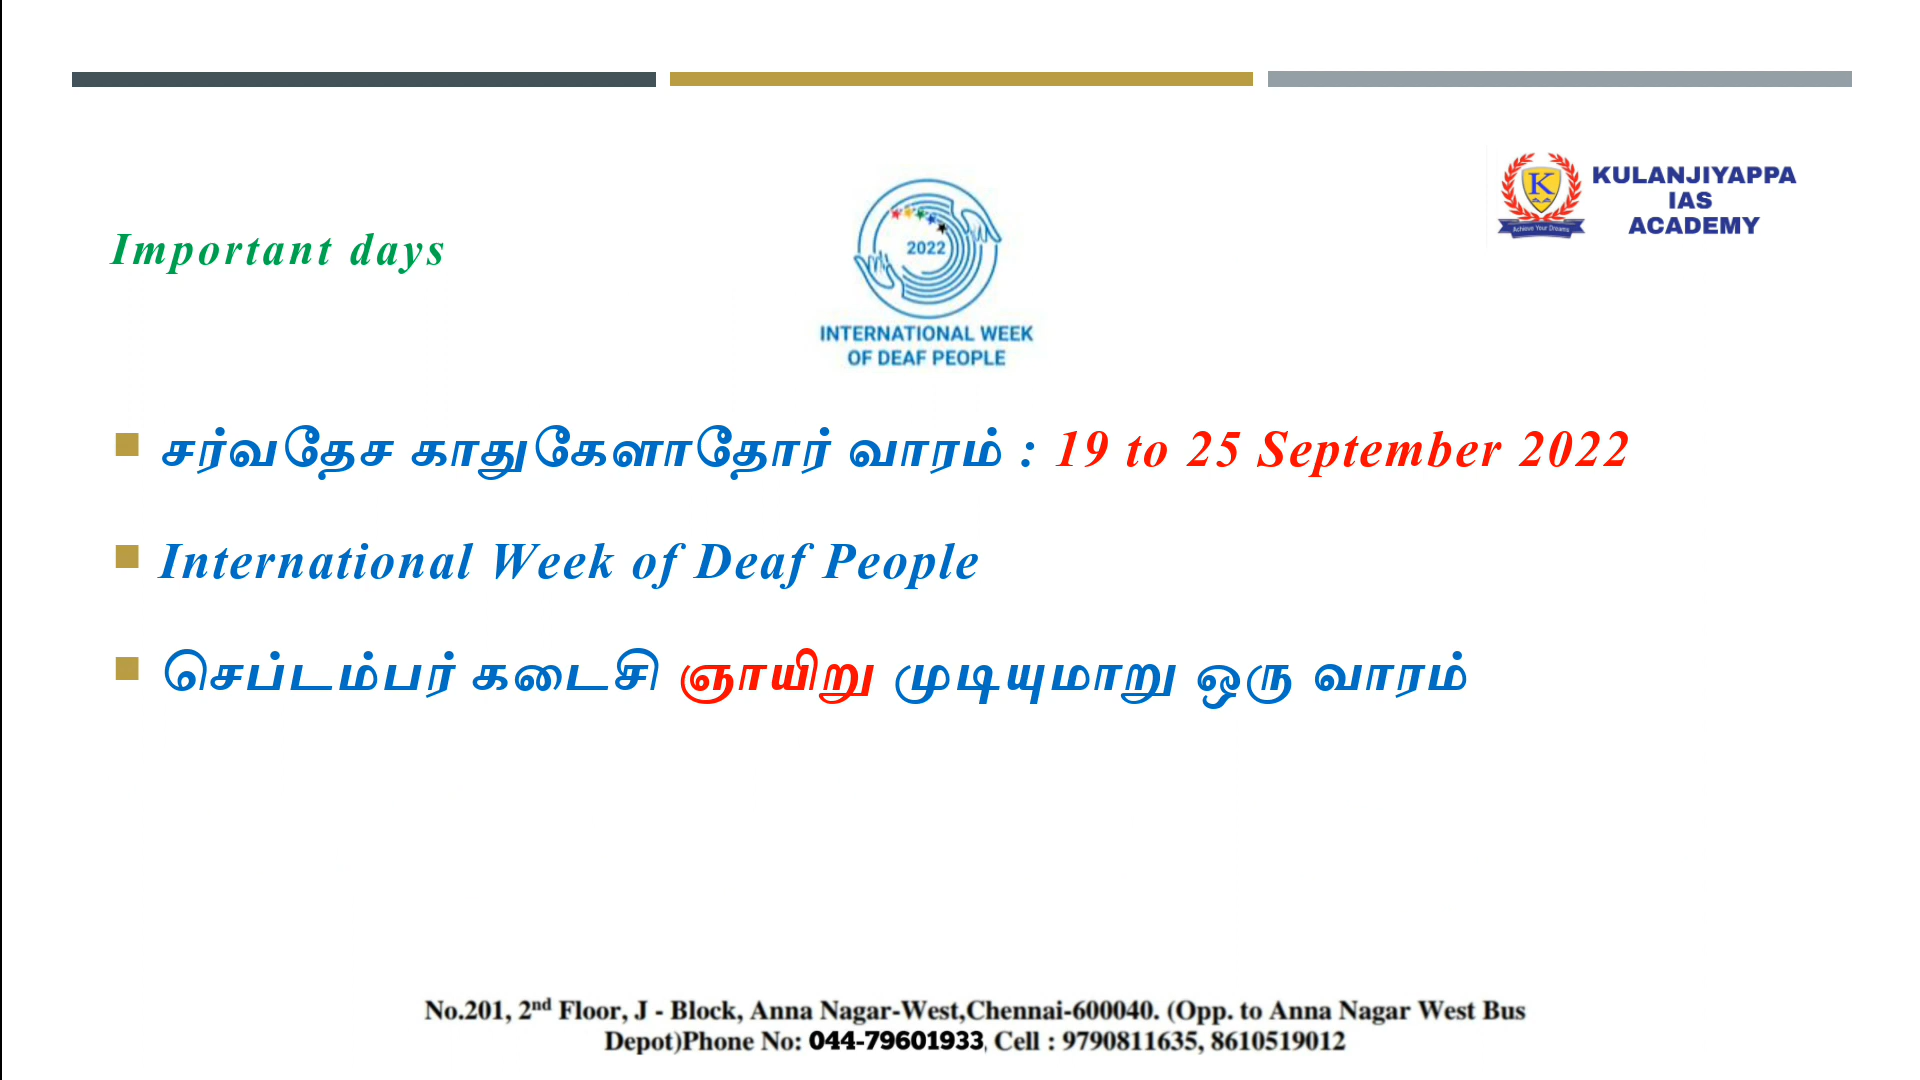 KULANJIYAPPA
IAS
ACADEMY
K
Achieve Your Dreams
Important days
2022
INTERNATIONAL WEEK
OF DEAF PEOPLE
சர்வதேச காதுகேளாதோர் வாரம் : 19 to 25 September 2022
International Week of Deaf People
செப்டம்பர் கடைசி ஞாயிறு முடியுமாறு ஒரு வாரம்
No.201, 2nd Floor, J - Block, Anna Nagar-West,Chennai-600040. (Opp. to Anna Nagar West Bus
Depot)Phone No: 044-79601933, Cell : 9790811635, 8610519012